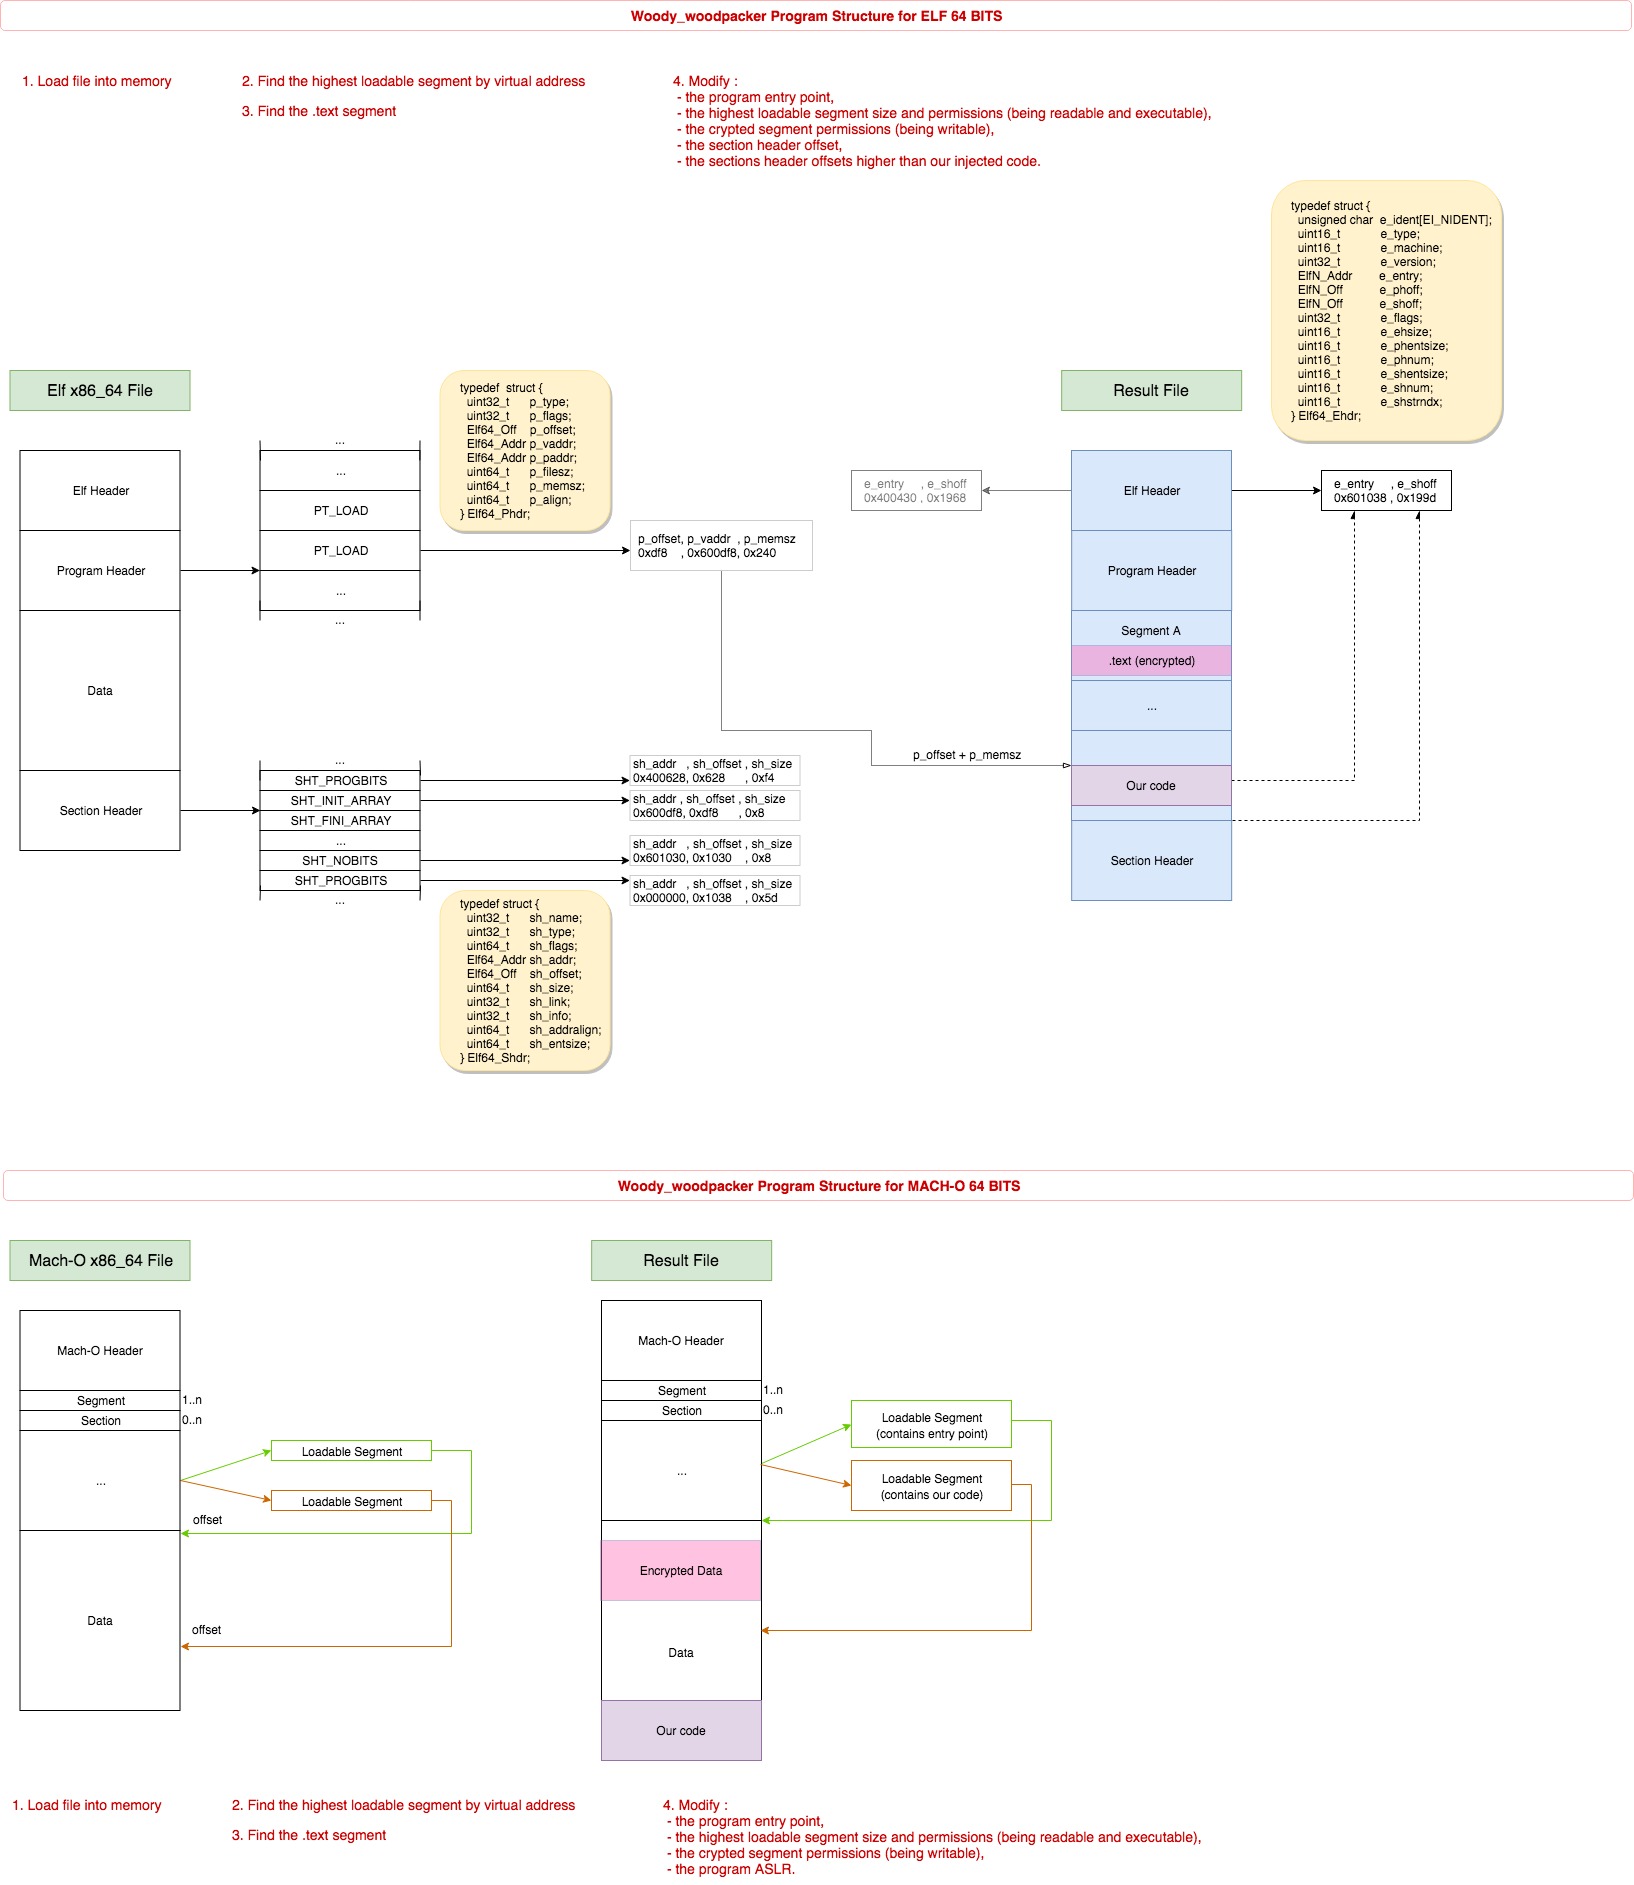 Woody_woodpacker Program Structure for ELF 64 BITS
1. Load file into memory
2. Find the highest loadable segment by virtual address
3. Find the .text segment
4. Modify :
- the program entry point,
- the highest loadable segment size and permissions (being readable and executable),
- the crypted segment permissions (being writable),
- the section header offset,
- the sections header offsets higher than our injected code.
typedef struct {
unsigned char e_ident[EI_NIDENT];
uint16_t e_type;
uint16_t e_machine;
uint32_t e_version;
ElfN_Addr e_entry;
ElfN_Off e_phoff;
ElfN_Off e_shoff;
uint32_t e_flags;
uint16_t e_ehsize;
uint16_t e_phentsize;
uint16_t e_phnum;
uint16_t e_shentsize;
uint16_t e_shnum;
uint16_t e_shstrndx;
} Elf64_Ehdr;
Elf x86_64 File
Elf Header
Program Header
Data
Section Header
...
...
PT_LOAD
PT_LOAD
...
...
typedef struct {
uint32_t p_type;
uint32_t p_flags;
Elf64_Off p_offset;
Elf64_Addr p_vaddr;
Elf64_Addr p_paddr;
uint64_t p_filesz;
uint64_t p_memsz;
uint64_t p_align;
} Elf64_Phdr;
p_offset, p_vaddr , p_memsz
0xdf8 , 0x600df8, 0x240
...
SHT_PROGBITS
SHT_INIT_ARRAY
SHT_FINI_ARRAY
...
SHT_NOBITS
SHT_PROGBITS
...
sh_addr , sh_offset , sh_size
0x400628, 0x628 , 0xf4
sh_addr , sh_offset , sh_size
0x600df8, 0xdf8 , 0x8
sh_addr , sh_offset , sh_size
0x601030, 0x1030 , 0x8
sh_addr , sh_offset , sh_size
0x000000, 0x1038 , 0x5d
typedef struct {
uint32_t sh_name;
uint32_t sh_type;
uint64_t sh_flags;
Elf64_Addr sh_addr;
Elf64_Off sh_offset;
uint64_t sh_size;
uint32_t sh_link;
uint32_t sh_info;
uint64_t sh_addralign;
uint64_t sh_entsize;
} Elf64_Shdr;
Result File
e_entry , e_shoff
0x400430 , 0x1968
Elf Header
e_entry , e_shoff
0x601038 , 0x199d
Program Header
Segment A
.text (encrypted)
...
p_offset + p_memsz
Our code
Section Header
Woody_woodpacker Program Structure for MACH-O 64 BITS
Mach-O x86_64 File
Mach-O Header
Segment
1..n
Section
0..n
...
Loadable Segment
Loadable Segment
offset
Data
offset
Result File
Mach-O Header
Segment
1..n
Section
0..n
...
Loadable Segment
(contains entry point)
Loadable Segment
(contains our code)
Encrypted Data
Data
Our code
1. Load file into memory
2. Find the highest loadable segment by virtual address
3. Find the .text segment
4. Modify :
- the program entry point,
- the highest loadable segment size and permissions (being readable and executable),
- the crypted segment permissions (being writable),
- the program ASLR.